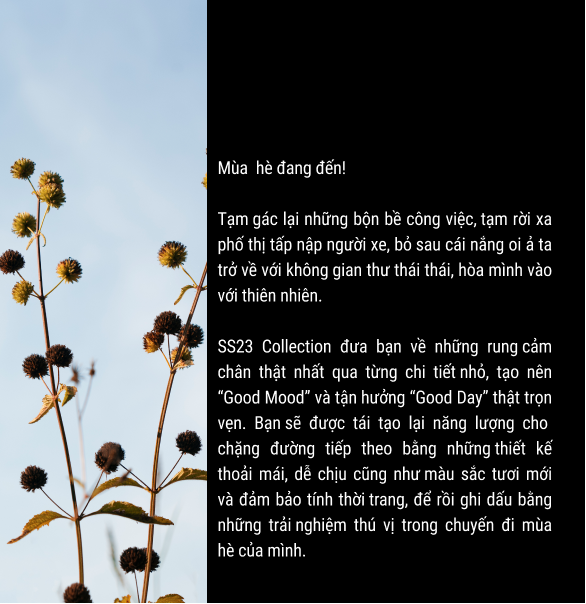 Mùa hè đang đến!
Tạm gác lại những bộn bề công việc, tạm rời xa
phố thị tấp nập người xe, bỏ sau cái nắng oi ả ta
trở về với không gian thư thái thái, hòa mình vào
với thiên nhiên.
SS23 Collection đưa bạn về những rung cảm
chân thật nhất qua từng chi tiết nhỏ, tạo nên
“Good Mood” và tận hưởng “Good Day” thật trọn
vẹn. Bạn sẽ được tái tạo lại năng lượng cho
chặng đường tiếp theo bằng những thiết kế
thoải mái, dễ chịu cũng như màu sắc tươi mới
và đảm bảo tính thời trang, để rồi ghi dấu bằng
những trải nghiệm thú vị trong chuyến đi mùa
hè của mình.